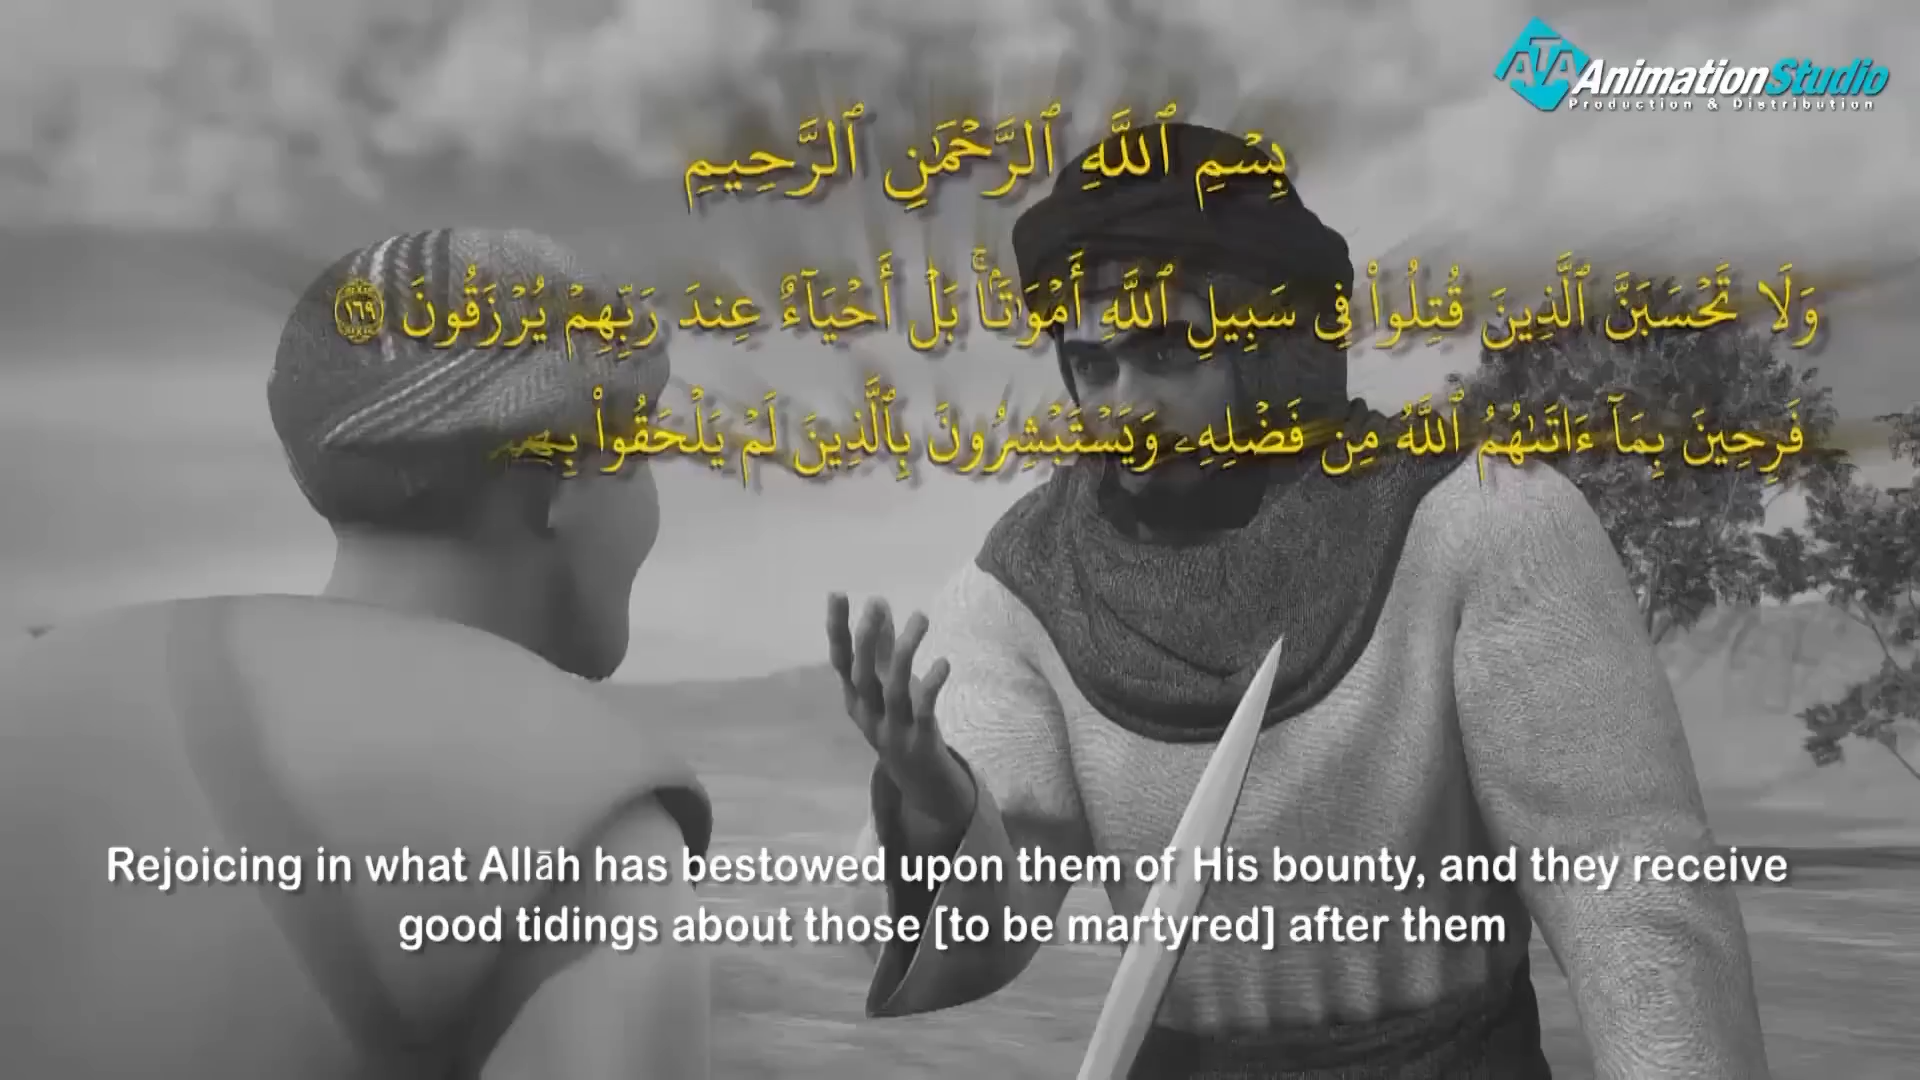 ATA AnimationStudio
Production & Distribution
بِسْمِ ٱللَّهِ ٱلرَّحْمَٰنِ ٱلرَّحِيمِ
وَلَا تَحْسَبَنَّ ٱلَّذِينَ قُتِلُوا۟ فِى سَبِيلِ ٱللَّهِ أَمْوَٰتًۢا ۚ بَلْ أَحْيَآءٌ عِندَ رَبِّهِمْ يُرْزَقُونَ ١٦٩
فَرِحِينَ بِمَآ ءَاتَىٰهُمُ ٱللَّهُ مِن فَضْلِهِۦ وَيَسْتَبْشِرُونَ بِٱلَّذِينَ لَمْ يَلْحَقُوا۟ بِهِم
Rejoicing in what Allāh has bestowed upon them of His bounty, and they receive
good tidings about those [to be martyred] after them